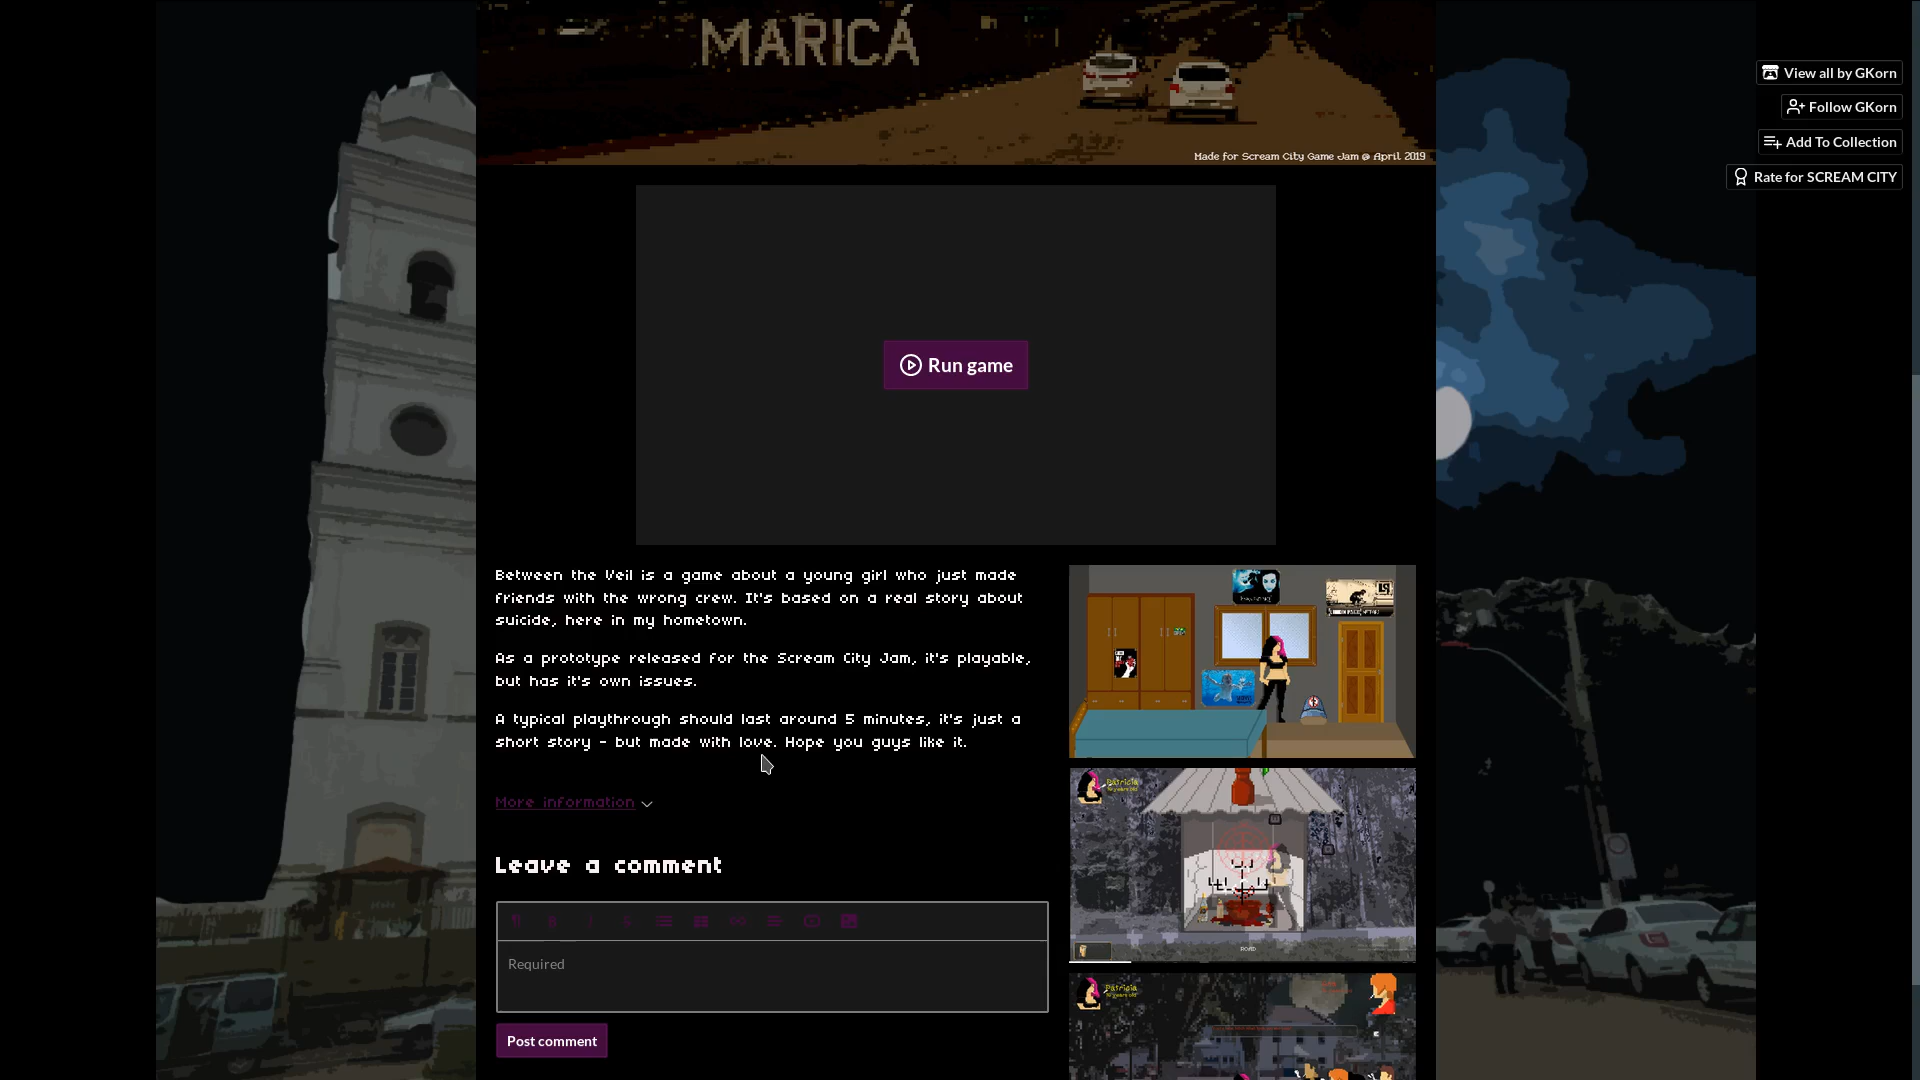 MARICÁ
Made for Scream City Game Jam @ April 2019
View all by GKorn
Follow GKorn
Add To Collection
Rate for SCREAM CITY
Run game
Between the Veil is a game about a young girl who just made
friends with the wrong crew. It's based on a real story about
suicide, here in my hometown.
As a prototype released for the Scream City Jam, it's playable,
but has it's own issues.
A typical playthrough should last around 5 minutes, it's just a
short story - but made with love. Hope you guys like it.
More information
Leave a comment
Required
Post comment
Patricia
ROAD
Patricia